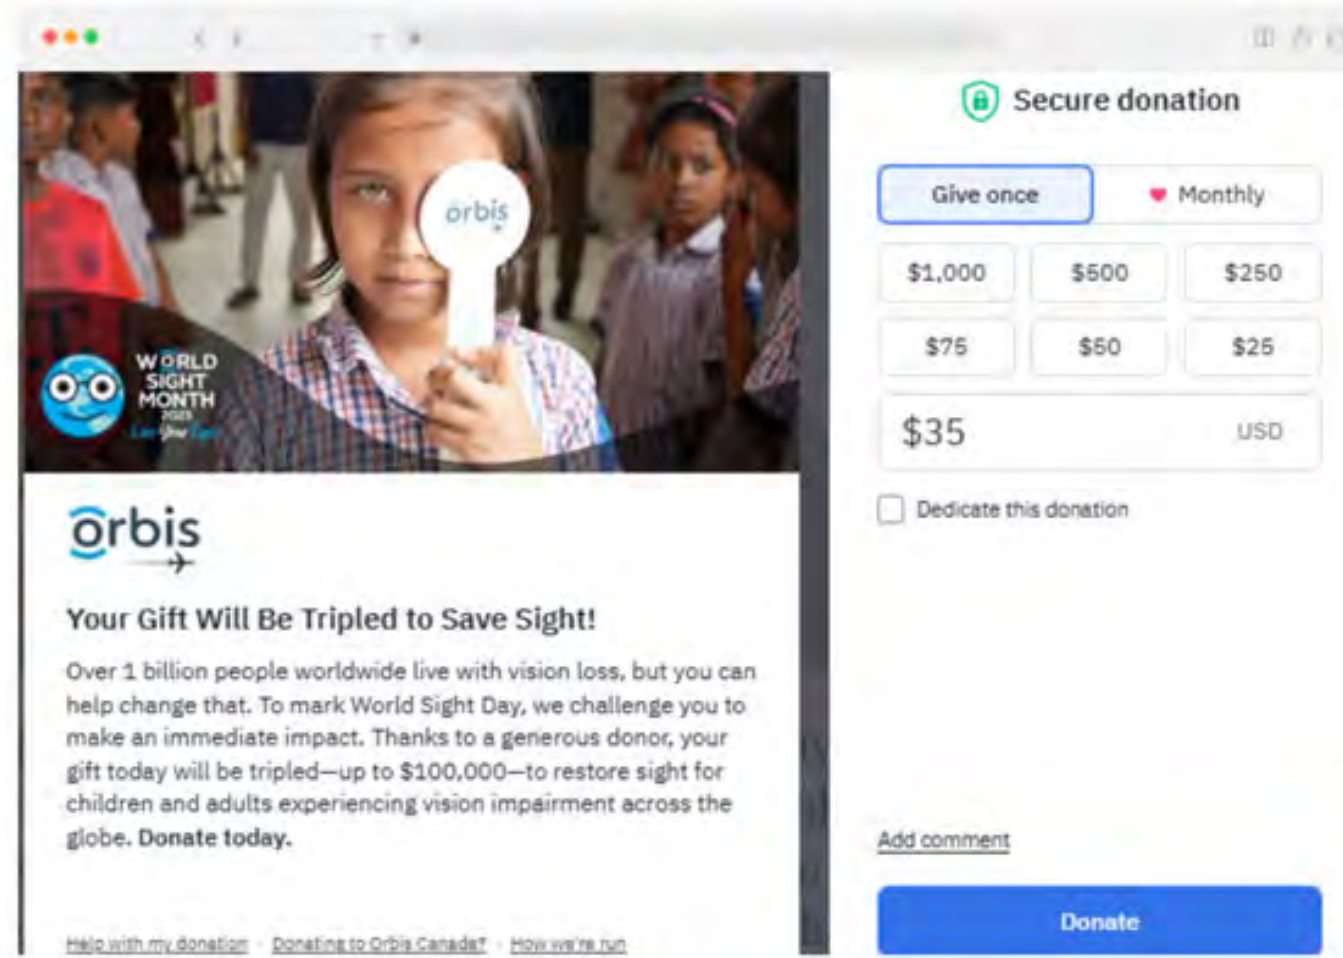 Secure donation
Give once
Monthly
$1,000
$500
$250
$75
$50
$25
$35
USD
Dedicate this donation
Add comment
Donate
orbis
WORLD
SIGHT
MONTH
2025
Your
orbis
Your Gift Will Be Tripled to Save Sight!
Over 1 billion people worldwide live with vision loss, but you can
help change that. To mark World Sight Day, we challenge you to
make an immediate impact. Thanks to a generous donor, your
gift today will be tripled—up to $100,000—to restore sight for
children and adults experiencing vision impairment across the
globe. Donate today.
Help with my donation · Donating to Orbis Canada? · How we're run